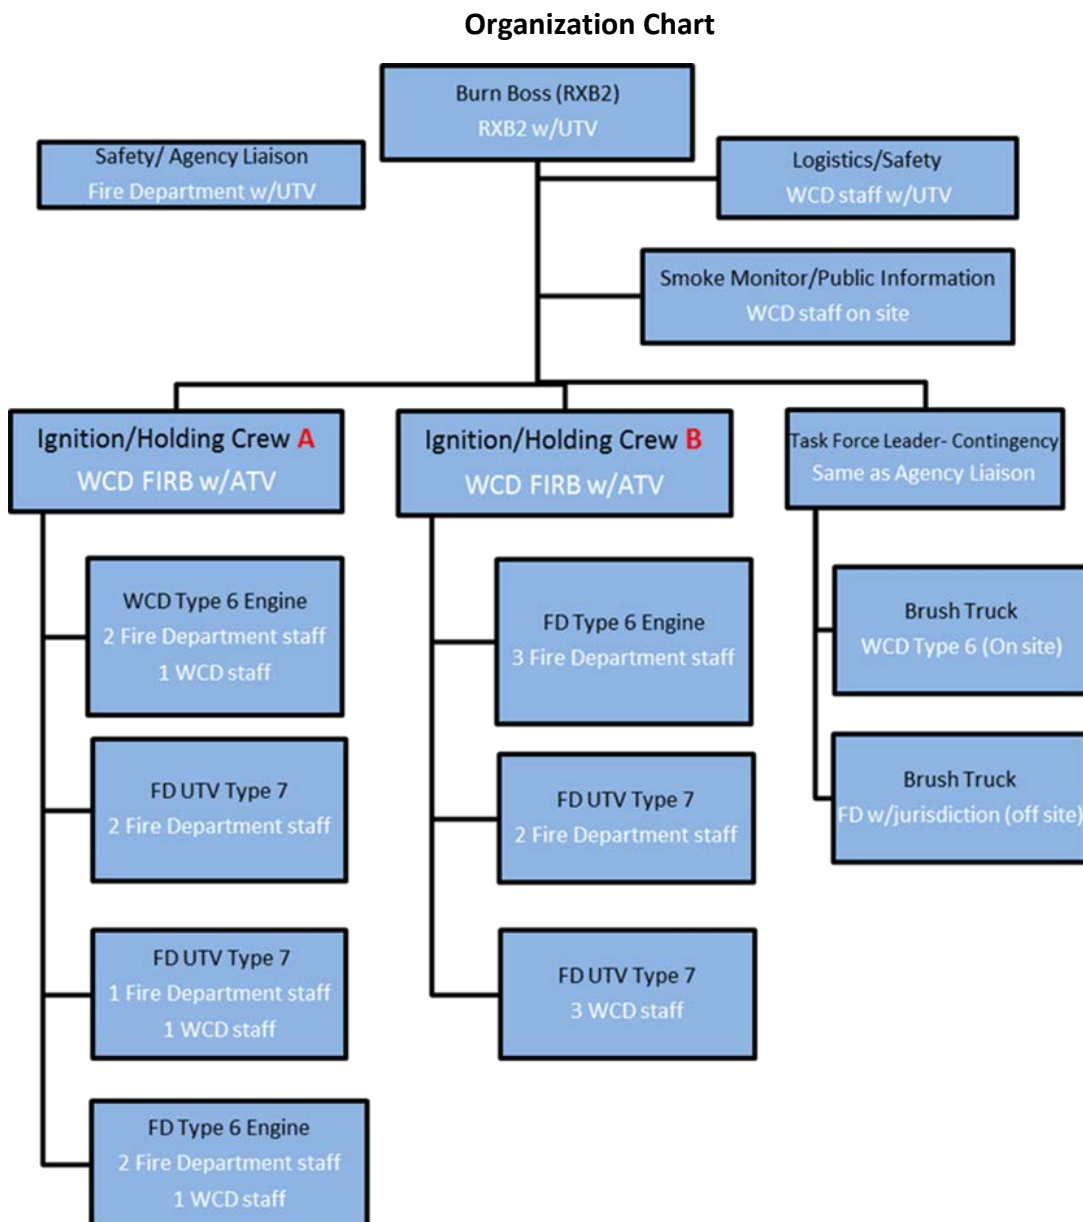 Organization Chart
Burn Boss (RXB2)
RXB2 w/UTV
Safety/ Agency Liaison
Fire Department w/UTV
Logistics/Safety
WCD staff w/UTV
Smoke Monitor/Public Information
WCD staff on site
Ignition/Holding Crew A
WCD FIRB w/ATV
Ignition/Holding Crew B
WCD FIRB w/ATV
Task Force Leader- Contingency
Same as Agency Liaison
WCD Type 6 Engine
2 Fire Department staff
1 WCD staff
FD UTV Type 7
2 Fire Department staff
FD UTV Type 7
1 Fire Department staff
1 WCD staff
FD Type 6 Engine
2 Fire Department staff
1 WCD staff
FD Type 6 Engine
3 Fire Department staff
FD UTV Type 7
2 Fire Department staff
FD UTV Type 7
3 WCD staff
Brush Truck
WCD Type 6 (On site)
Brush Truck
FD w/jurisdiction (off site)